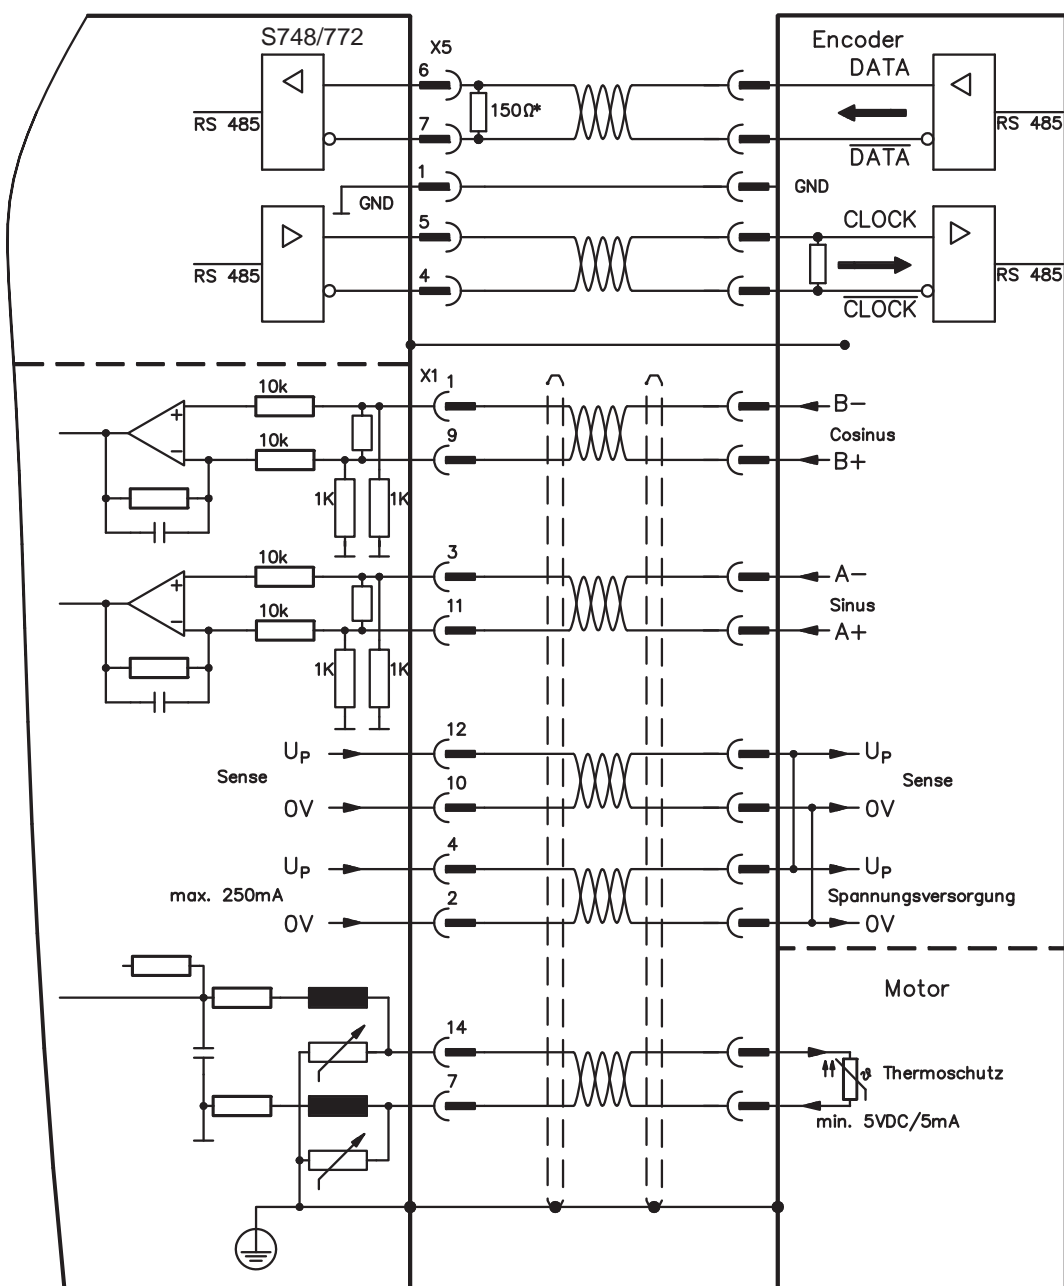 S748/772
X5
Encoder
6
DATA
150Ω*
RS 485
7
RS 485
DATA
1
GND
GND
5
CLOCK
RS 485
4
RS 485
CLOCK
X1
1
10k
B–
9
Cosinus
10k
B+
1K
1K
3
10k
A–
11
Sinus
10k
A+
1K
1K
12
UP
UP
Sense
Sense
10
0V
0V
4
UP
UP
max. 250mA
Spannungsversorgung
2
0V
0V
Motor
14
7
ϑ Thermoschutz
min. 5VDC/5mA